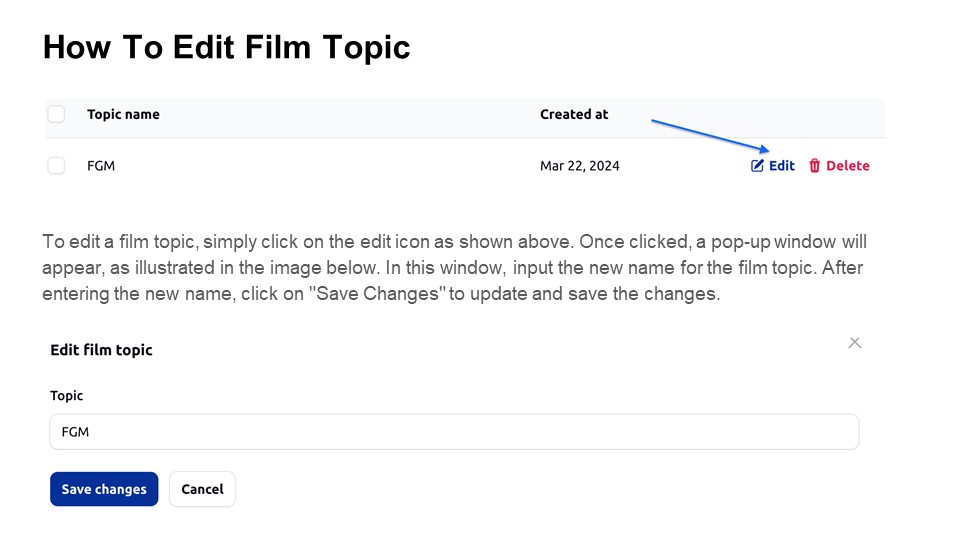 How To Edit Film Topic
Topic name Created at
FGM Mar 22, 2024 Edit Delete
To edit a film topic, simply click on the edit icon as shown above. Once clicked, a pop-up window will
appear, as illustrated in the image below. In this window, input the new name for the film topic. After
entering the new name, click on "Save Changes" to update and save the changes.
Edit film topic
Topic
FGM
Save changes Cancel